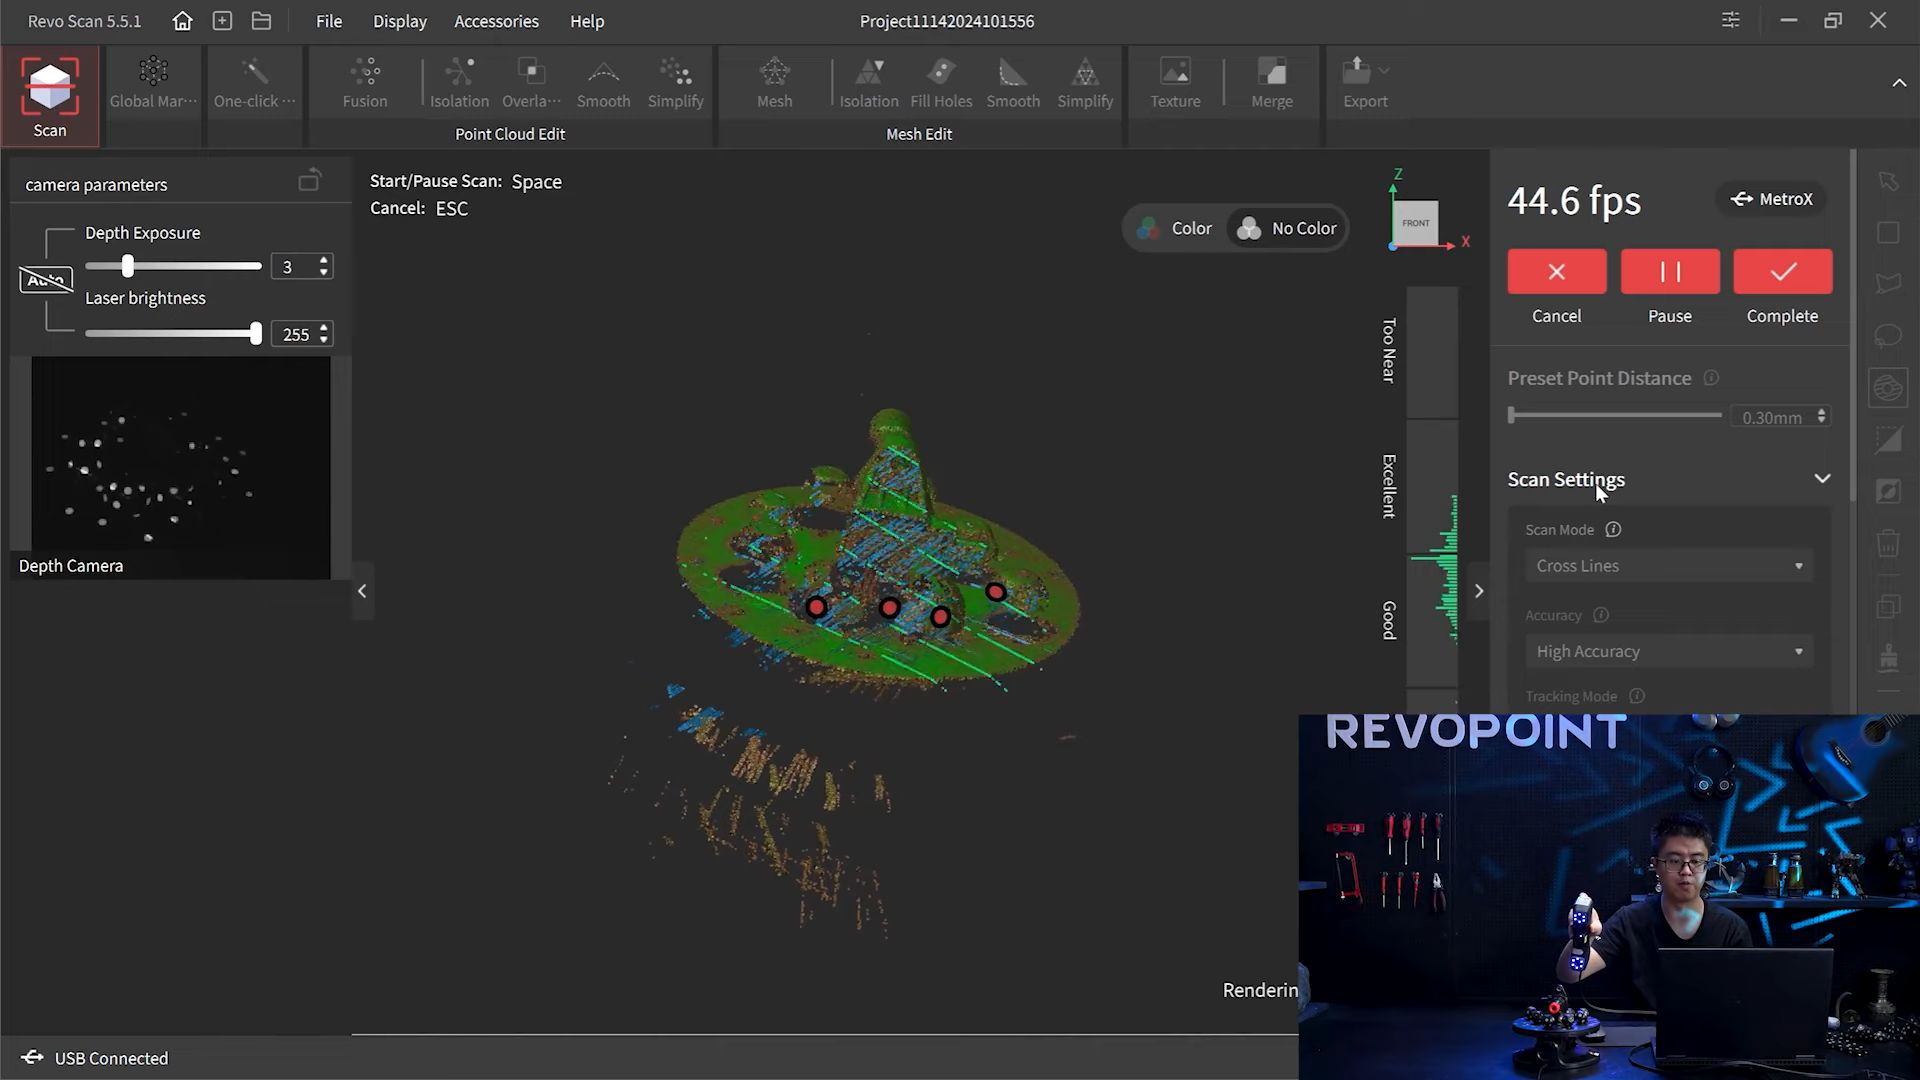 Revo Scan 5.5.1
File
Display
Accessories
Help
Project11142024101556
Scan
Global Mar···
One-click ···
Fusion
Isolation
Overla···
Smooth
Simplify
Point Cloud Edit
Mesh
Isolation
Fill Holes
Smooth
Simplify
Mesh Edit
Texture
Merge
Export
camera parameters
Depth Exposure
3
Auto
Laser brightness
255
Depth Camera
Start/Pause Scan: Space
Cancel: ESC
Color
No Color
Z
FRONT
X
Too Near
Excellent
Good
44.6 fps
MetroX
Cancel
Pause
Complete
Preset Point Distance
0.30mm
Scan Settings
Scan Mode
Cross Lines
Accuracy
High Accuracy
Tracking Mode
Renderin
REVOPOINT
USB Connected